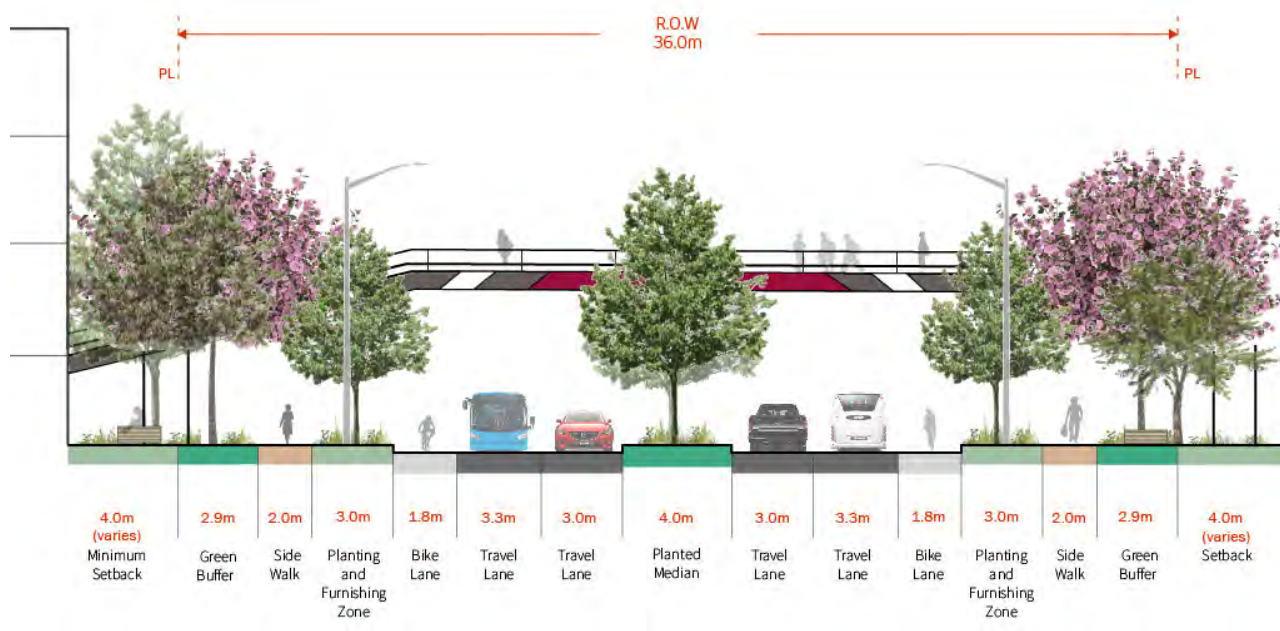 R.O.W
36.0m
PL
PL
4.0m
(varies)
Minimum
Setback
2.9m
Green
Buffer
2.0m
Side
Walk
3.0m
Planting
and
Furnishing
Zone
1.8m
Bike
Lane
3.3m
Travel
Lane
3.0m
Travel
Lane
4.0m
Planted
Median
3.0m
Travel
Lane
3.3m
Travel
Lane
1.8m
Bike
Lane
3.0m
Planting
and
Furnishing
Zone
2.0m
Side
Walk
2.9m
Green
Buffer
4.0m
(varies)
Setback